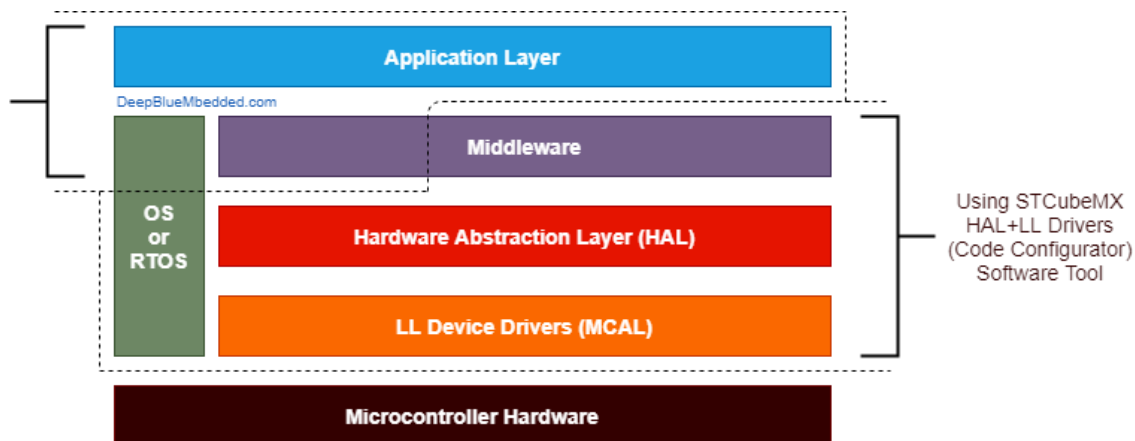 Application Layer
DeepBlueMbedded.com
Middleware
OS
or
RTOS
Hardware Abstraction Layer (HAL)
LL Device Drivers (MCAL)
Microcontroller Hardware
Using STCubeMX
HAL+LL Drivers
(Code Configurator)
Software Tool